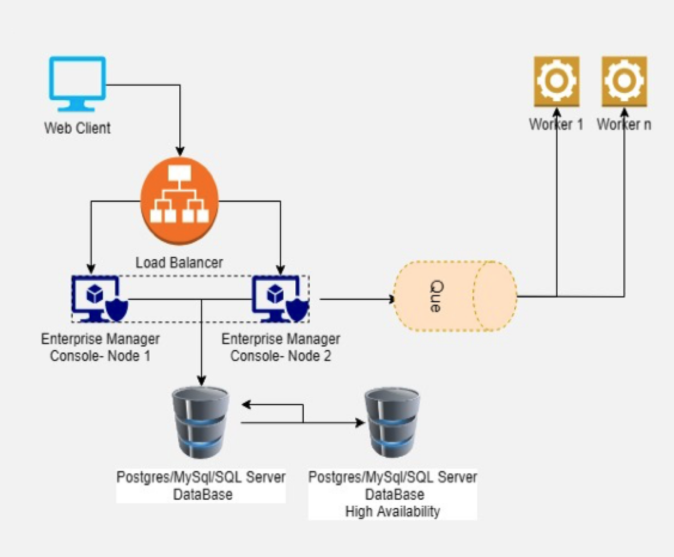 Web Client
Worker 1
Worker n
Load Balancer
Que
Enterprise Manager
Console- Node 1
Enterprise Manager
Console- Node 2
Postgres/MySql/SQL Server
DataBase
Postgres/MySql/SQL Server
DataBase
High Availability